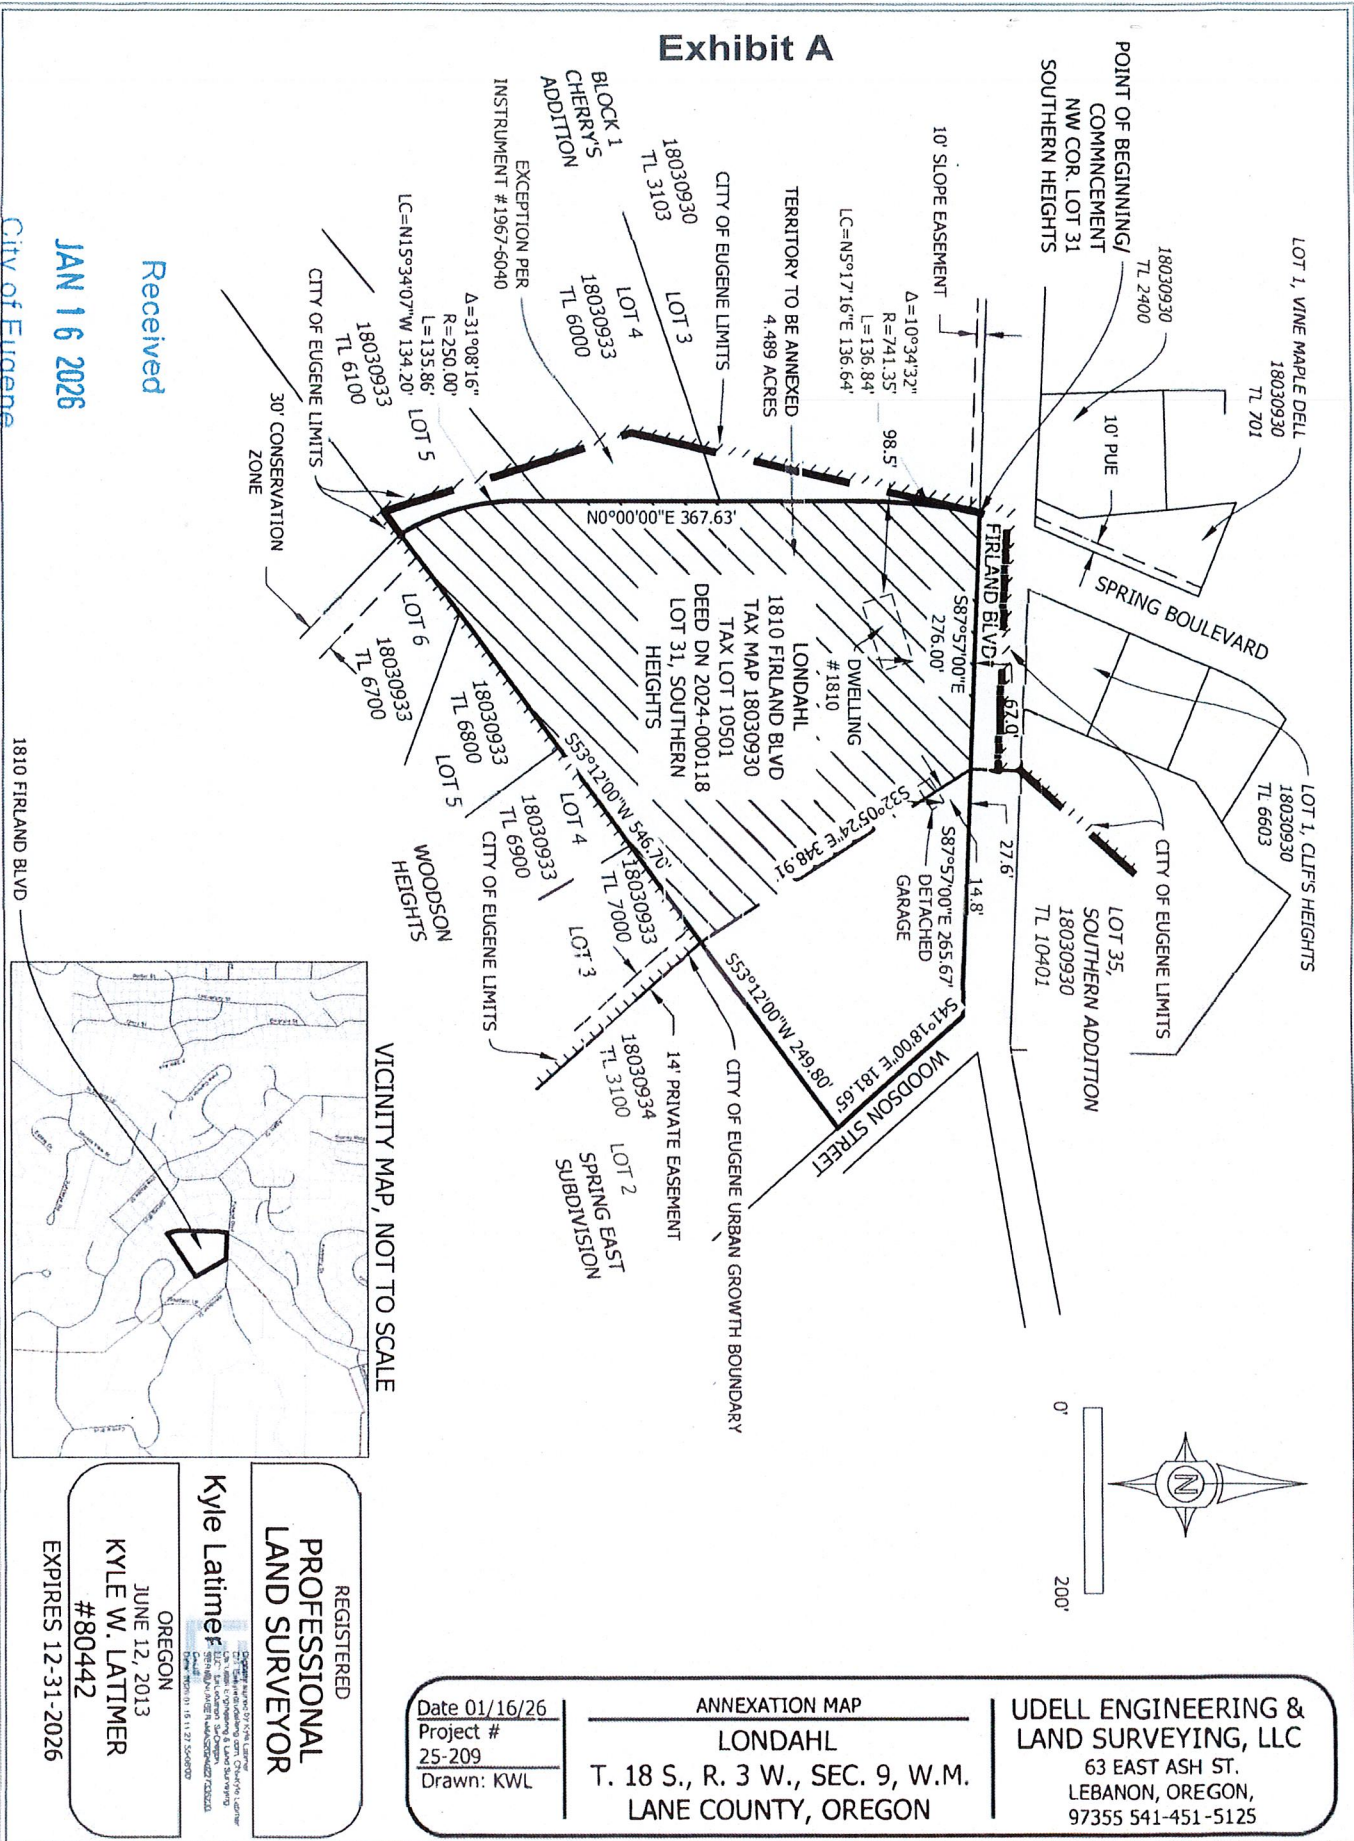 Exhibit A
LOT 1, VINE MAPLE DELL
18030930
TL 701
18030930
TL 2400
POINT OF BEGINNING/
COMMNCEMENT
NW COR. LOT 31
SOUTHERN HEIGHTS
10' PUE
SPRING BOULEVARD
LOT 1, CLIF'S HEIGHTS
18030930
TL 6603
CITY OF EUGENE LIMITS
LOT 35,
SOUTHERN ADDITION
18030930
TL 10401
10' SLOPE EASEMENT
FIRLAND BLVD
67.0'
27.6'
14.8'
S87°57'00"E
276.00'
S87°57'00"E 265.67'
DETACHED
GARAGE
S41°18'00"E 181.65'
WOODSON STREET
Δ=10°34'32"
R=741.35'
L=136.84'
LC=N5°17'16"E 136.64'
98.5'
TERRITORY TO BE ANNEXED
4.489 ACRES
CITY OF EUGENE LIMITS
18030930
TL 3103
BLOCK 1
CHERRY'S
ADDITION
LOT 3
LOT 4
18030933
TL 6000
EXCEPTION PER
INSTRUMENT #1967-6040
N0°00'00"E 367.63'
DWELLING
#1810
LONDAHL
1810 FIRLAND BLVD
TAX MAP 18030930
TAX LOT 10501
DEED DN 2024-000118
LOT 31, SOUTHERN
HEIGHTS
S32°05'24"E 348.91'
S53°12'00"W 249.80'
S53°12'00"W 546.70'
Δ=31°08'16"
R=250.00'
L=135.86'
LC=N15°34'07"W 134.20'
LOT 5
18030933
TL 6100
CITY OF EUGENE LIMITS
30' CONSERVATION
ZONE
LOT 6
18030933
TL 6700
18030933
TL 6800
LOT 5
LOT 4
18030933
TL 6900
18030933
TL 7000
LOT 3
WOODSON
HEIGHTS
CITY OF EUGENE LIMITS
CITY OF EUGENE URBAN GROWTH BOUNDARY
14' PRIVATE EASEMENT
18030934
TL 3100
LOT 2
SPRING EAST
SUBDIVISION
0'
200'
N
Received
JAN 16 2026
City of Eugene
1810 FIRLAND BLVD
VICINITY MAP, NOT TO SCALE
REGISTERED
PROFESSIONAL
LAND SURVEYOR
Kyle Latimer
OREGON
JUNE 12, 2013
KYLE W. LATIMER
#80442
EXPIRES 12-31-2026
Date 01/16/26
Project #
25-209
Drawn: KWL
ANNEXATION MAP
LONDAHL
T. 18 S., R. 3 W., SEC. 9, W.M.
LANE COUNTY, OREGON
UDELL ENGINEERING &
LAND SURVEYING, LLC
63 EAST ASH ST.
LEBANON, OREGON,
97355 541-451-5125